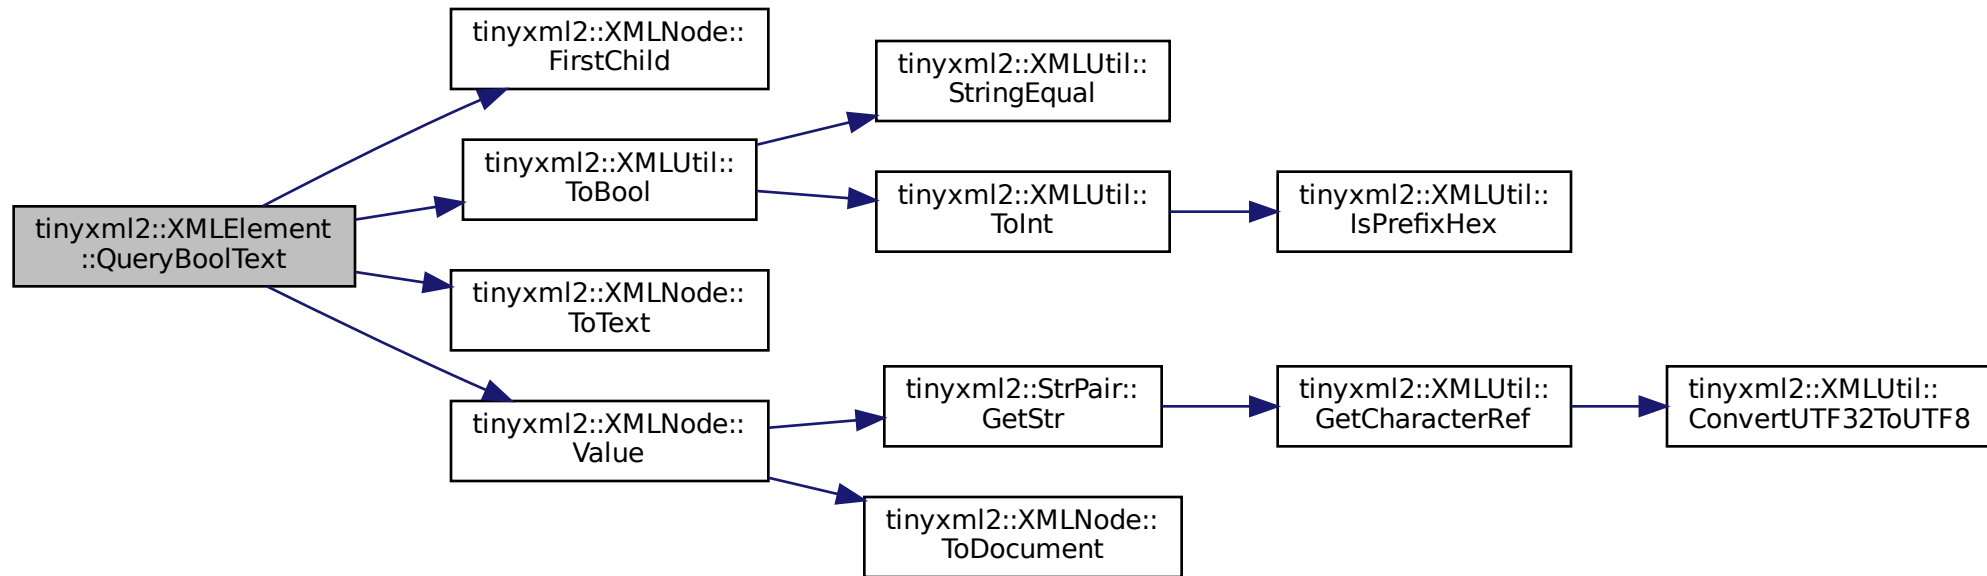 tinyxml2::XMLElement
::QueryBoolText
tinyxml2::XMLNode::
FirstChild
tinyxml2::XMLUtil::
ToBool
tinyxml2::XMLUtil::
StringEqual
tinyxml2::XMLUtil::
ToInt
tinyxml2::XMLUtil::
IsPrefixHex
tinyxml2::XMLNode::
ToText
tinyxml2::XMLNode::
Value
tinyxml2::StrPair::
GetStr
tinyxml2::XMLUtil::
GetCharacterRef
tinyxml2::XMLUtil::
ConvertUTF32ToUTF8
tinyxml2::XMLNode::
ToDocument